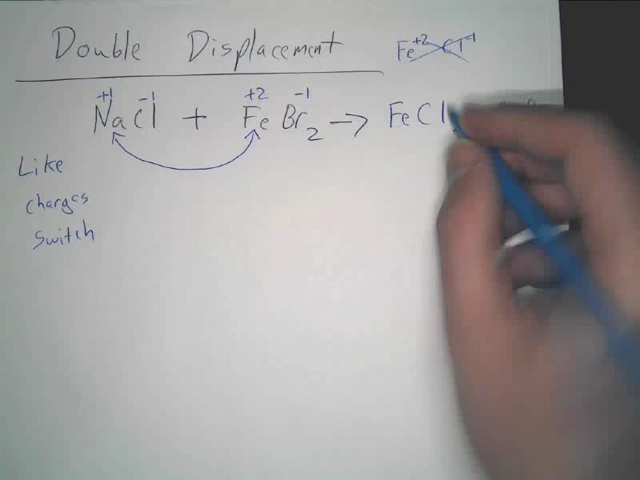 Double Displacement
Fe+2 Cl-1
+1 -1 +2 -1
NaCl + FeBr2 → FeCl
Like
charges
switch